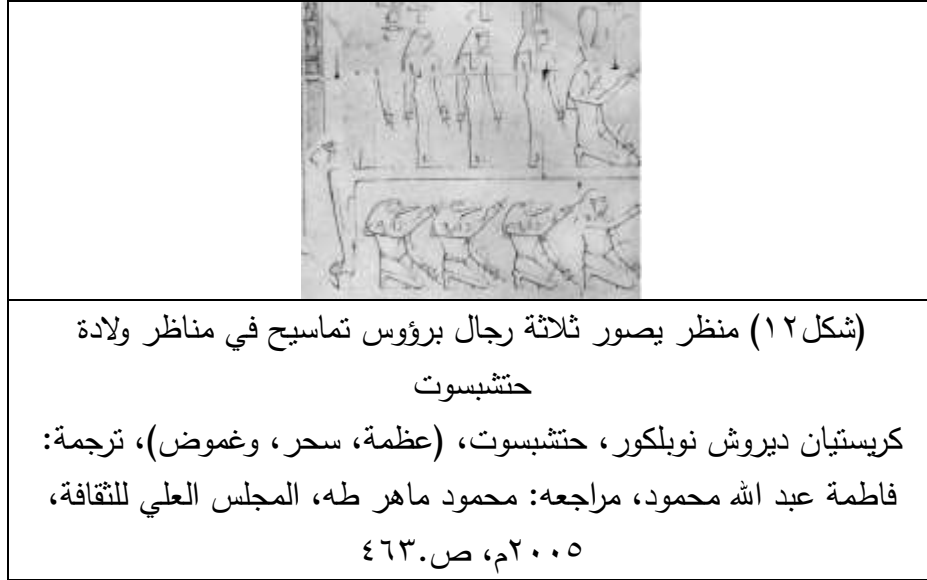 (شكل١٢) منظر يصور ثلاثة رجال برؤوس تماسيح في مناظر ولادة
حتشبسوت
كريستيان ديروش نوبلكور، حتشبسوت، (عظمة، سحر، وغموض)، ترجمة:
فاطمة عبد الله محمود، مراجعه: محمود ماهر طه، المجلس العلي للثقافة،
٢٠٠٥م، ص.٤٦٣